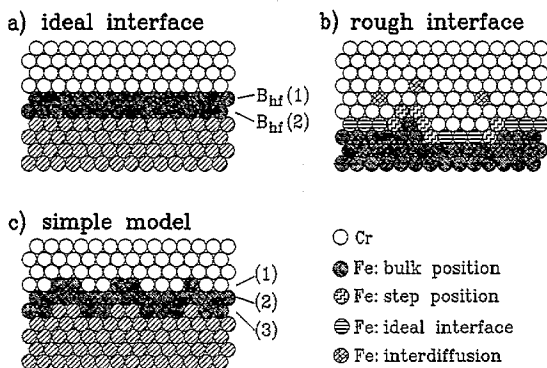 a) ideal interface
B_hf(1)
B_hf(2)
b) rough interface
c) simple model
(1)
(2)
(3)
Cr
Fe: bulk position
Fe: step position
Fe: ideal interface
Fe: interdiffusion